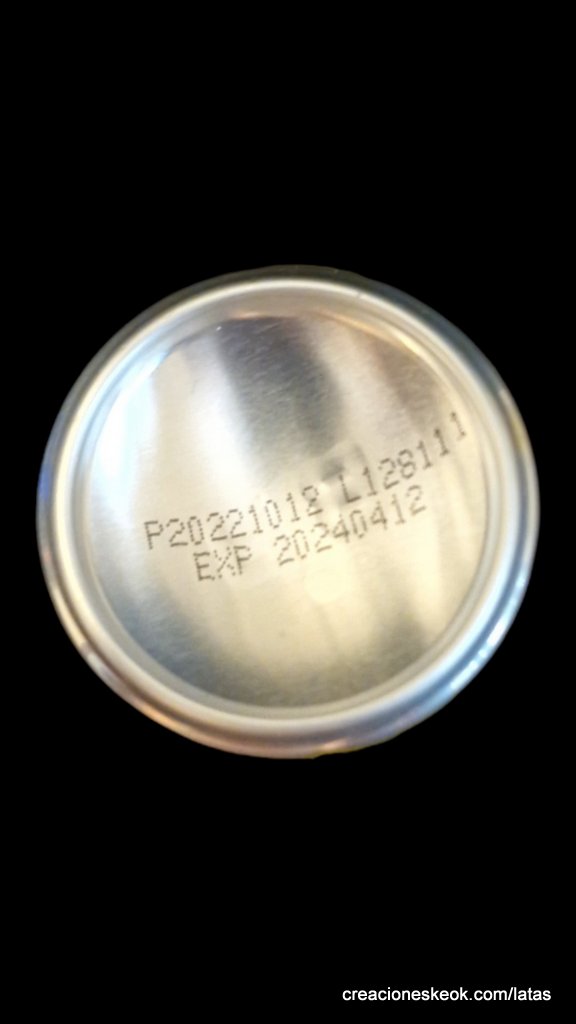 P20221012 L128111
EXP 20240412
creacioneskeok.com/latas